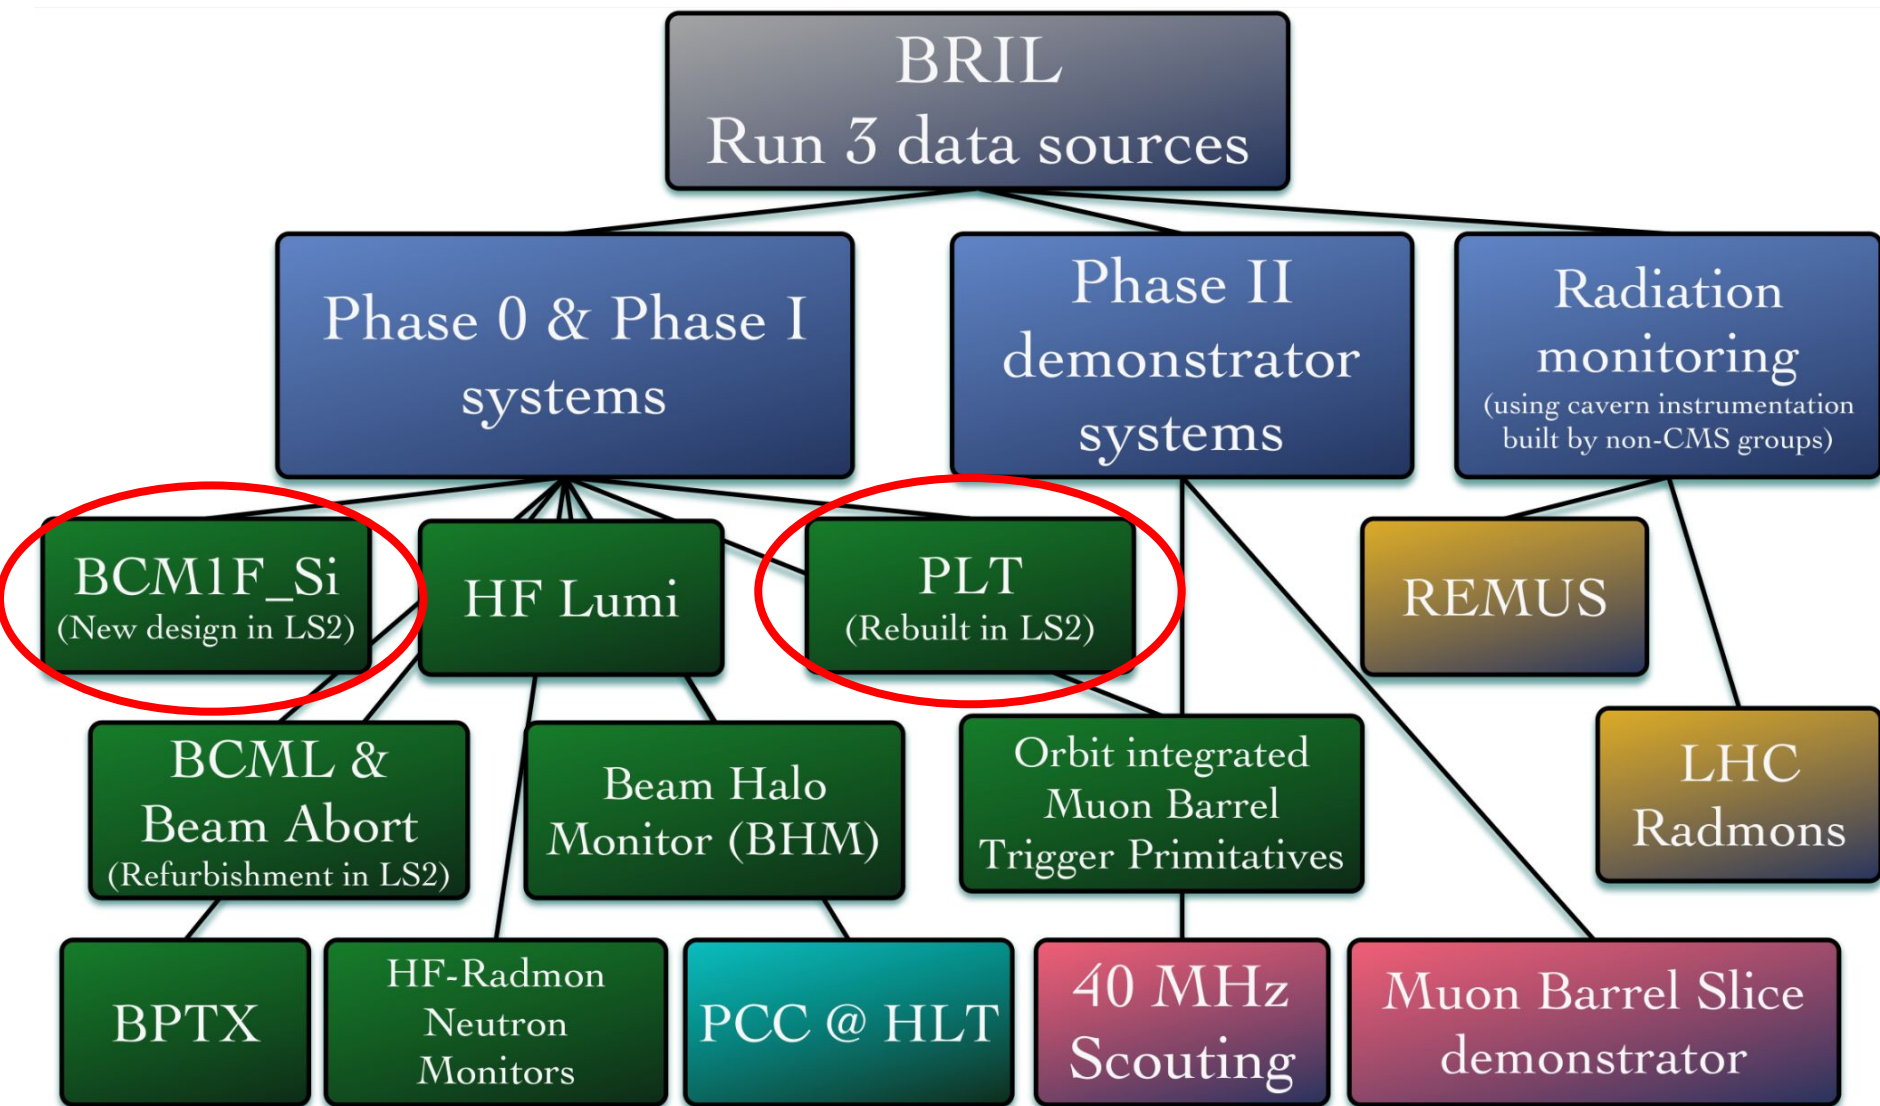 BRIL
Run 3 data sources
Phase 0 & Phase I
systems
Phase II
demonstrator
systems
Radiation
monitoring
(using cavern instrumentation
built by non-CMS groups)
BCM1F_Si
(New design in LS2)
HF Lumi
PLT
(Rebuilt in LS2)
REMUS
BCML &
Beam Abort
(Refurbishment in LS2)
Beam Halo
Monitor (BHM)
Orbit integrated
Muon Barrel
Trigger Primitatives
LHC
Radmons
BPTX
HF-Radmon
Neutron
Monitors
PCC @ HLT
40 MHz
Scouting
Muon Barrel Slice
demonstrator